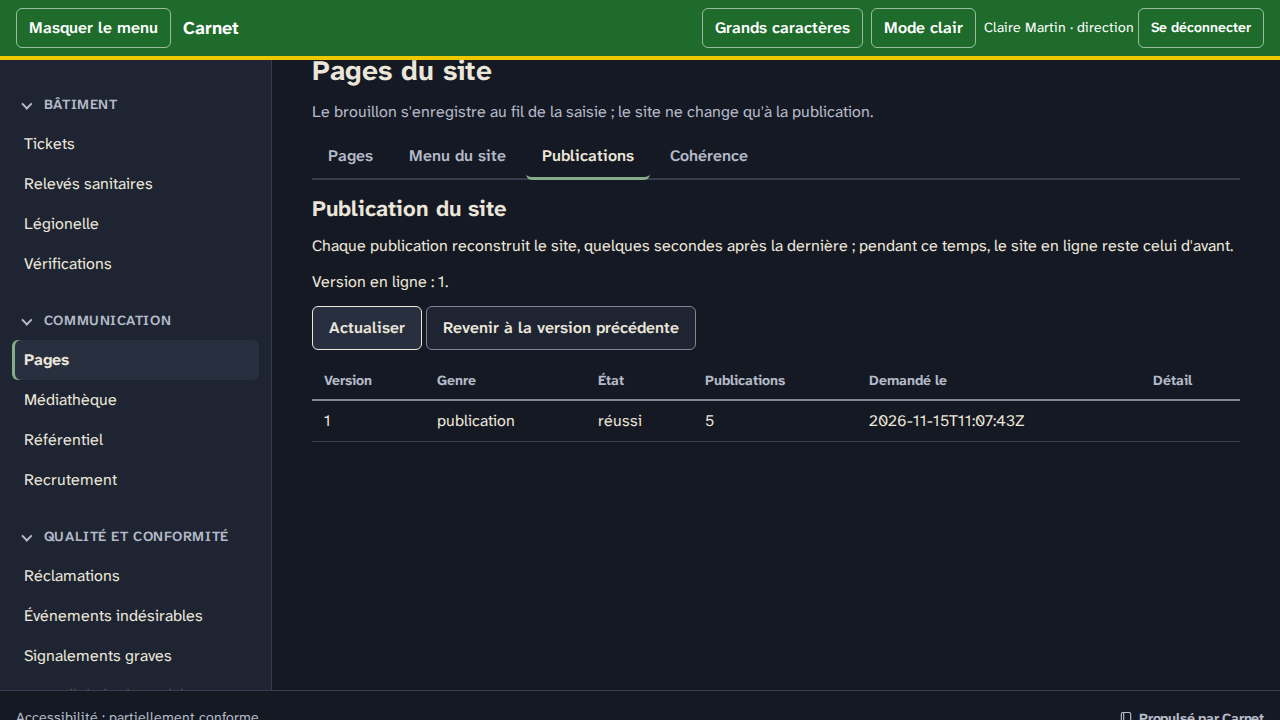 Masquer le menu Carnet Grands caractères Mode clair Claire Martin · direction Se déconnecter
BÂTIMENT
Tickets
Relevés sanitaires
Légionelle
Vérifications
COMMUNICATION
Pages
Médiathèque
Référentiel
Recrutement
QUALITÉ ET CONFORMITÉ
Réclamations
Événements indésirables
Signalements graves
Pages du site
Le brouillon s'enregistre au fil de la saisie ; le site ne change qu'à la publication.
Pages Menu du site Publications Cohérence
Publication du site
Chaque publication reconstruit le site, quelques secondes après la dernière ; pendant ce temps, le site en ligne reste celui d'avant.
Version en ligne : 1.
Actualiser Revenir à la version précédente
Version Genre État Publications Demandé le Détail
1 publication réussi 5 2026-11-15T11:07:43Z
Accessibilité : partiellement conforme Propulsé par Carnet